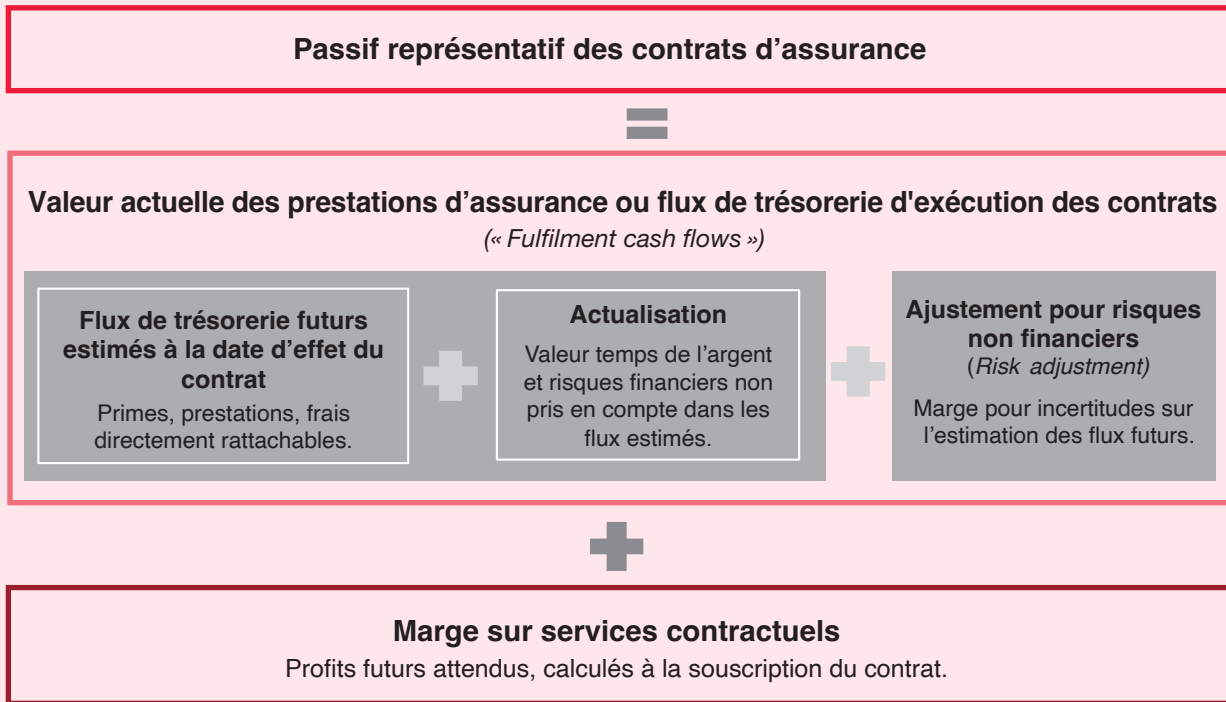 Passif représentatif des contrats d’assurance
=
Valeur actuelle des prestations d’assurance ou flux de trésorerie d'exécution des contrats
(« Fulfilment cash flows »)
Flux de trésorerie futurs
estimés à la date d’effet du
contrat
Primes, prestations, frais
directement rattachables.
+
Actualisation
Valeur temps de l’argent
et risques financiers non
pris en compte dans les
flux estimés.
+
Ajustement pour risques
non financiers
(Risk adjustment)
Marge pour incertitudes sur
l’estimation des flux futurs.
+
Marge sur services contractuels
Profits futurs attendus, calculés à la souscription du contrat.